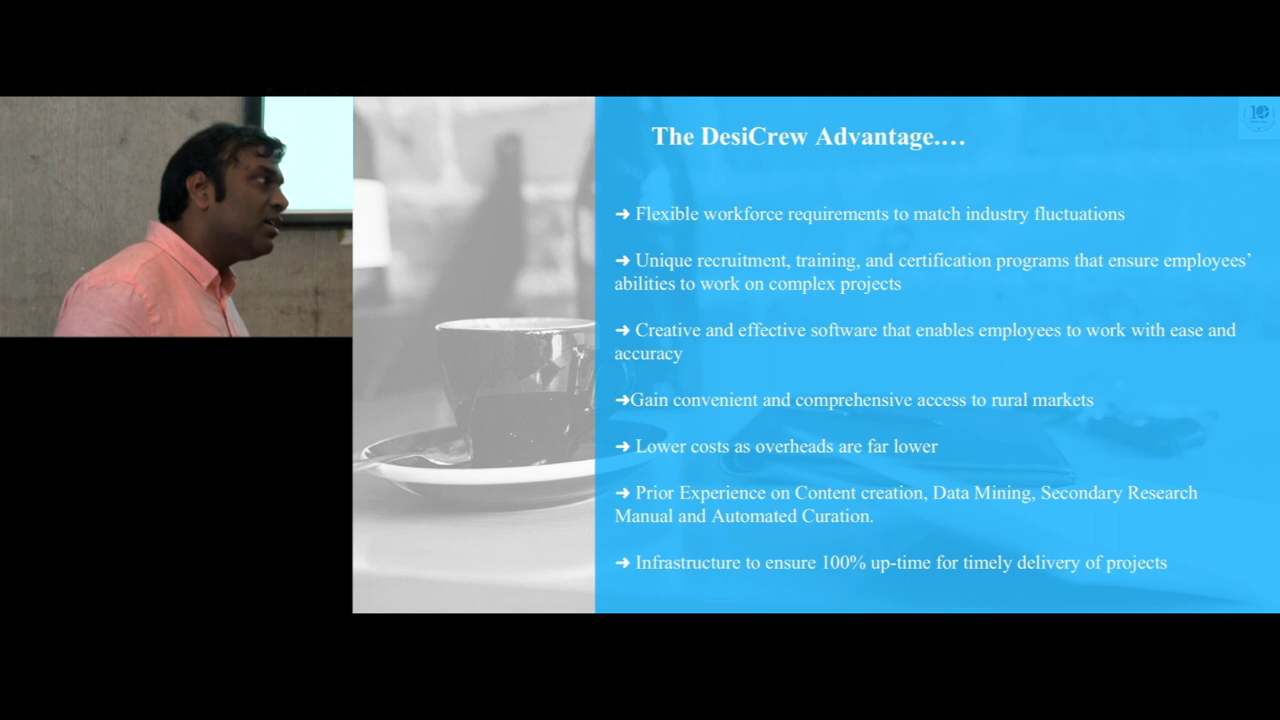 The DesiCrew Advantage....
➔ Flexible workforce requirements to match industry fluctuations
➔ Unique recruitment, training, and certification programs that ensure employees’
abilities to work on complex projects
➔ Creative and effective software that enables employees to work with ease and
accuracy
➔Gain convenient and comprehensive access to rural markets
➔ Lower costs as overheads are far lower
➔ Prior Experience on Content creation, Data Mining, Secondary Research
Manual and Automated Curation.
➔ Infrastructure to ensure 100% up-time for timely delivery of projects
10